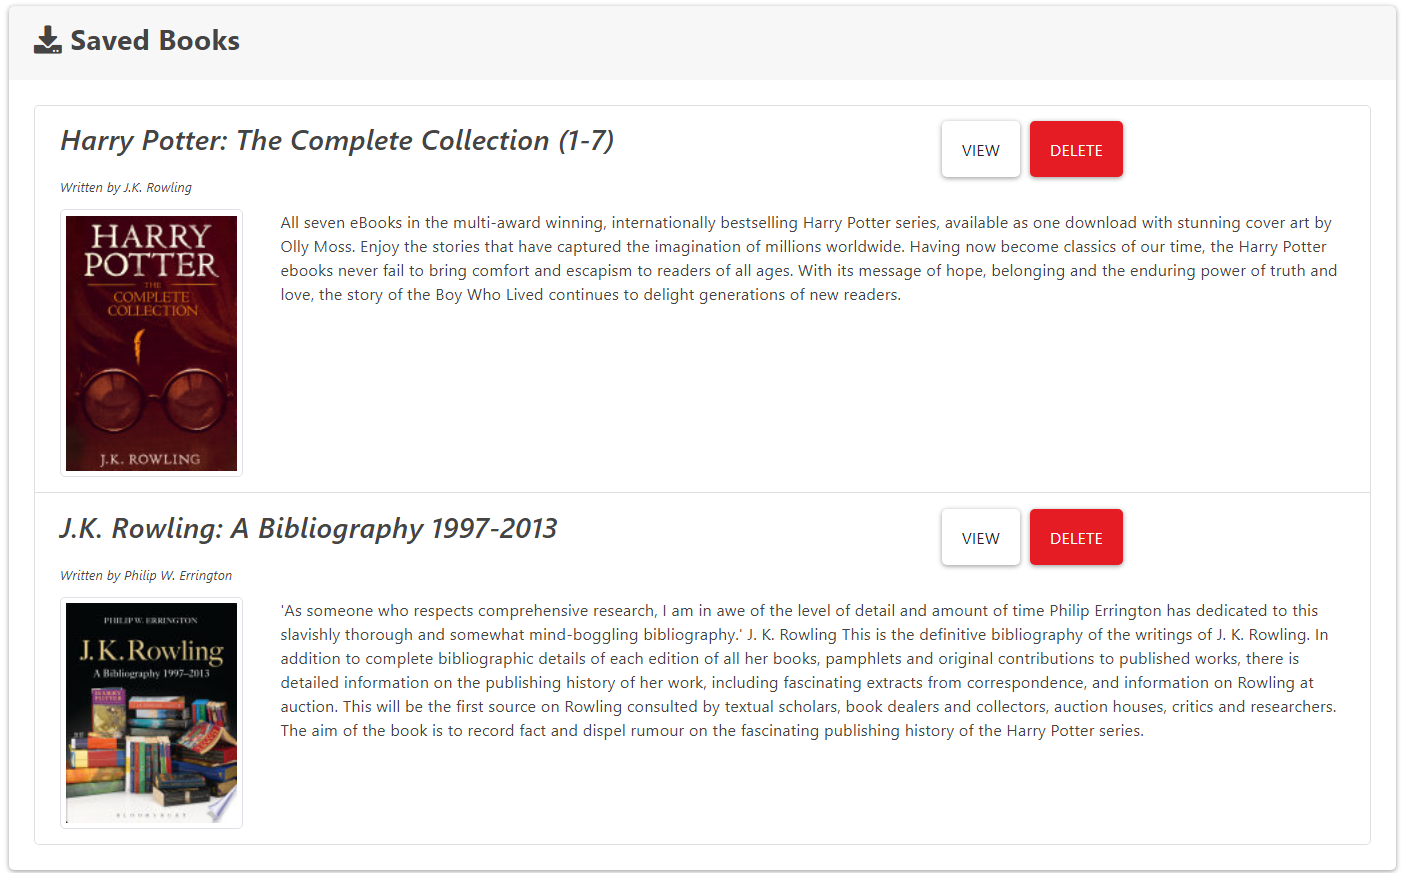 Saved Books
Harry Potter: The Complete Collection (1-7)
VIEW
DELETE
Written by J.K. Rowling
HARRY
POTTER
THE
COMPLETE
COLLECTION
J.K. ROWLING
All seven eBooks in the multi-award winning, internationally bestselling Harry Potter series, available as one download with stunning cover art by
Olly Moss. Enjoy the stories that have captured the imagination of millions worldwide. Having now become classics of our time, the Harry Potter
ebooks never fail to bring comfort and escapism to readers of all ages. With its message of hope, belonging and the enduring power of truth and
love, the story of the Boy Who Lived continues to delight generations of new readers.
J.K. Rowling: A Bibliography 1997-2013
VIEW
DELETE
Written by Philip W. Errington
PHILIP W. ERRINGTON
J.K.Rowling
A Bibliography 1997–2013
HARRY
POTTER
BLOOMSBURY
'As someone who respects comprehensive research, I am in awe of the level of detail and amount of time Philip Errington has dedicated to this
slavishly thorough and somewhat mind-boggling bibliography.' J. K. Rowling This is the definitive bibliography of the writings of J. K. Rowling. In
addition to complete bibliographic details of each edition of all her books, pamphlets and original contributions to published works, there is
detailed information on the publishing history of her work, including fascinating extracts from correspondence, and information on Rowling at
auction. This will be the first source on Rowling consulted by textual scholars, book dealers and collectors, auction houses, critics and researchers.
The aim of the book is to record fact and dispel rumour on the fascinating publishing history of the Harry Potter series.